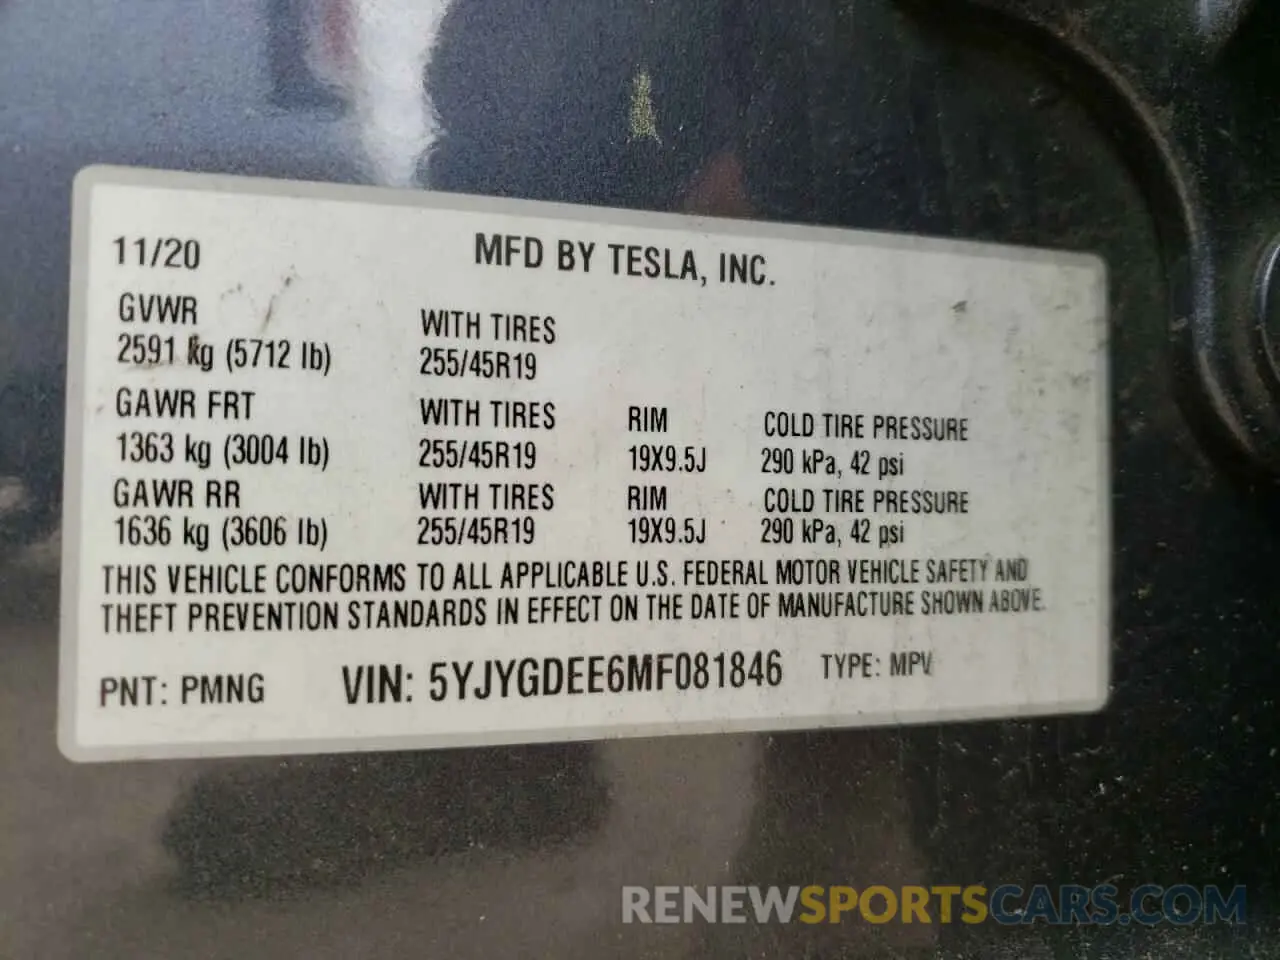 11/20 MFD BY TESLA, INC.
GVWR
2591 kg (5712 lb) WITH TIRES
255/45R19
GAWR FRT WITH TIRES RIM COLD TIRE PRESSURE
1363 kg (3004 lb) 255/45R19 19X9.5J 290 kPa, 42 psi
GAWR RR WITH TIRES RIM COLD TIRE PRESSURE
1636 kg (3606 lb) 255/45R19 19X9.5J 290 kPa, 42 psi
THIS VEHICLE CONFORMS TO ALL APPLICABLE U.S. FEDERAL MOTOR VEHICLE SAFETY AND
THEFT PREVENTION STANDARDS IN EFFECT ON THE DATE OF MANUFACTURE SHOWN ABOVE.
PNT: PMNG VIN: 5YJYGDEE6MF081846 TYPE: MPV
RENEWSPORTSCARS.COM